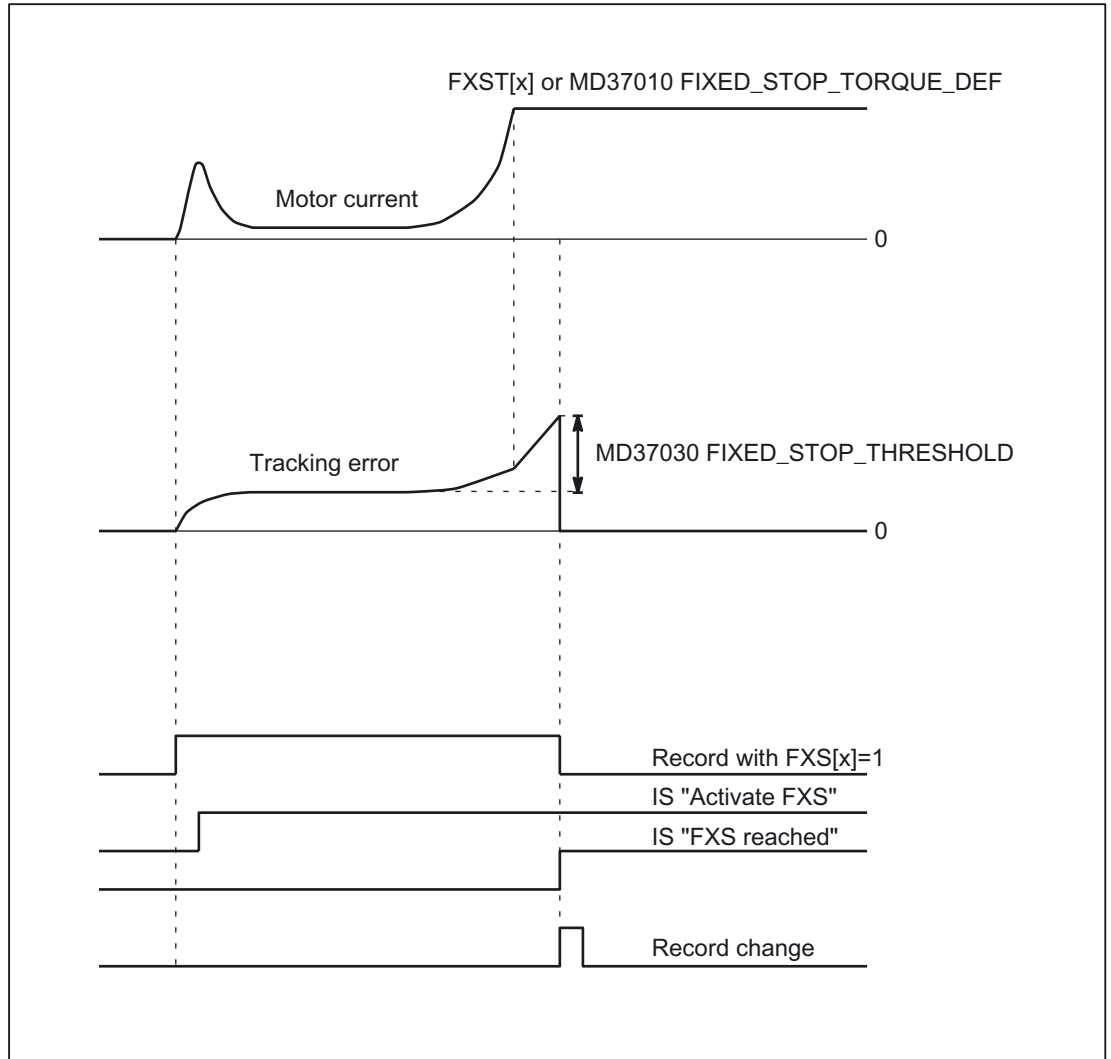 FXST[x] or MD37010 FIXED_STOP_TORQUE_DEF
Motor current
0
Tracking error
MD37030 FIXED_STOP_THRESHOLD
0
Record with FXS[x]=1
IS "Activate FXS"
IS "FXS reached"
Record change